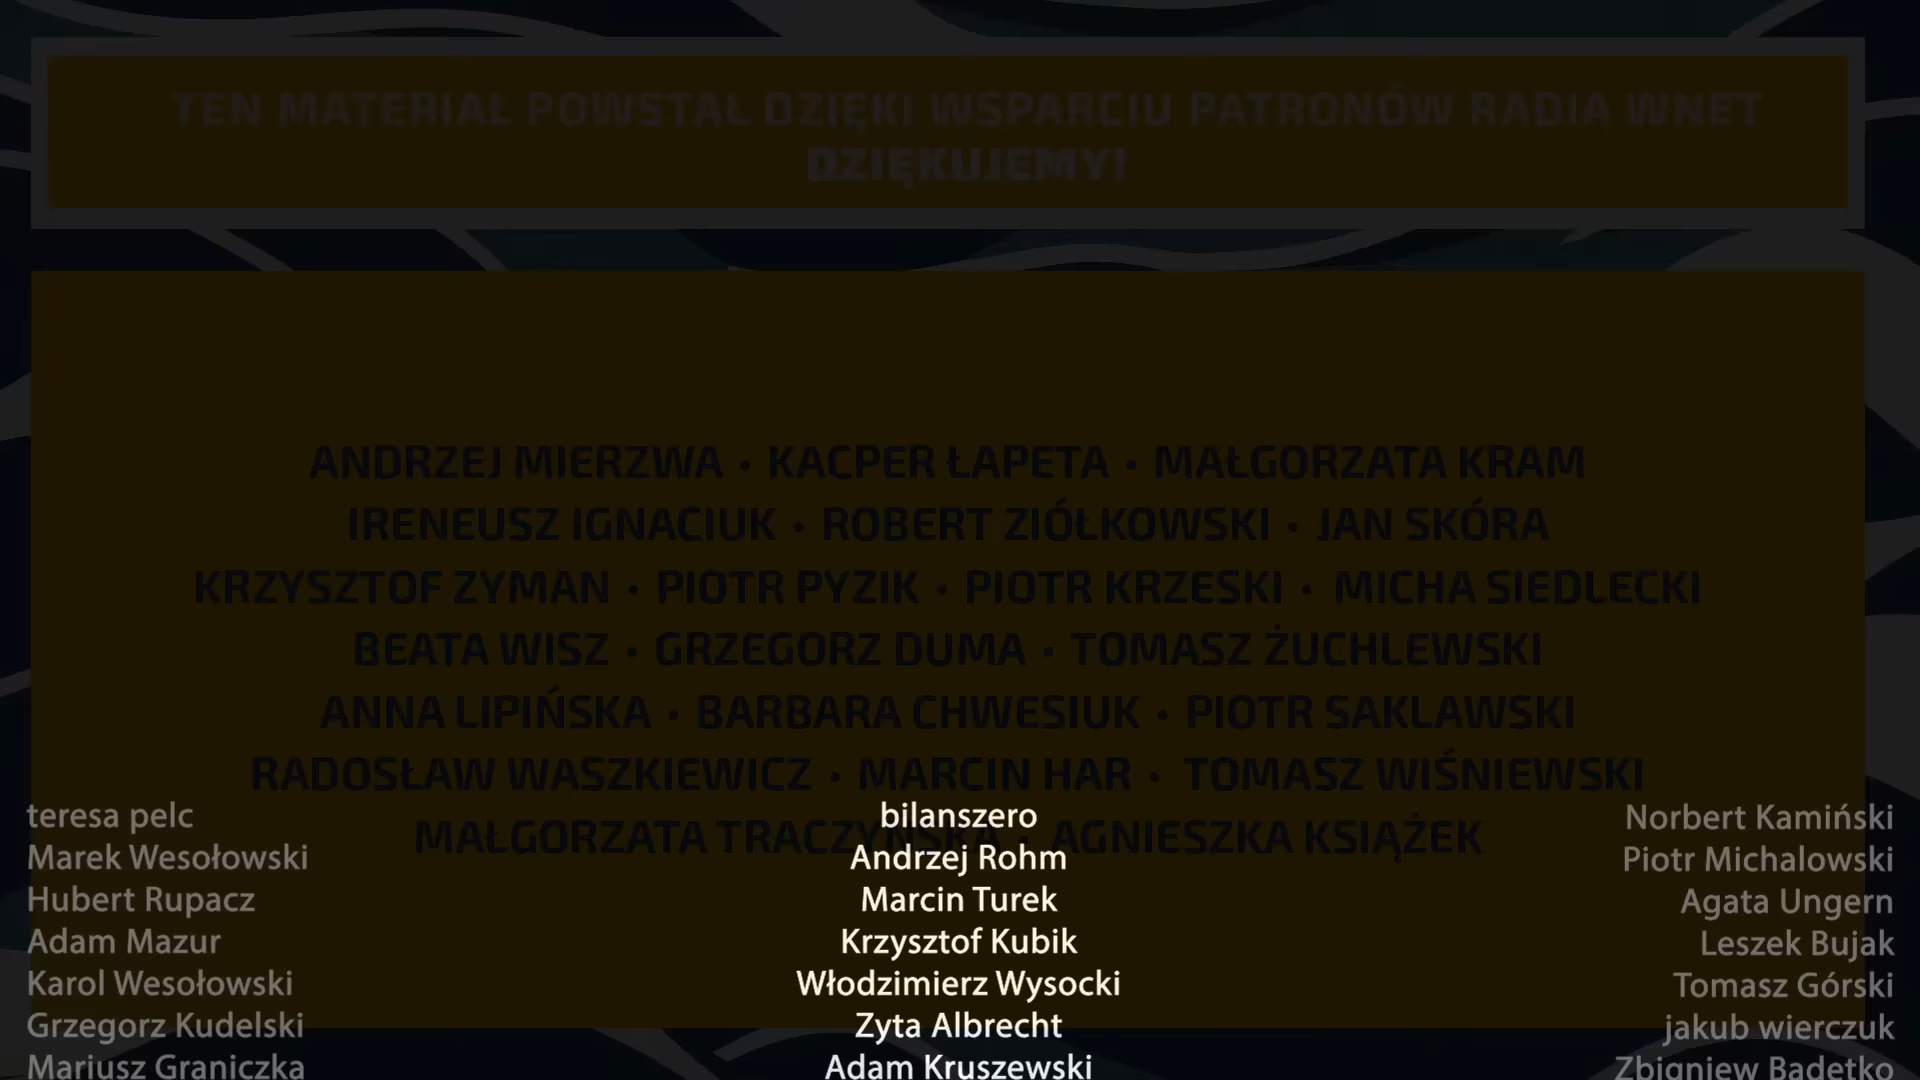 TEN MATERIAŁ POWSTAŁ DZIĘKI WSPARCIU PATRONÓW RADIA WNET
DZIĘKUJEMY!
ANDRZEJ MIERZWA • KACPER ŁAPETA • MAŁGORZATA KRAM
IRENEUSZ IGNACIUK • ROBERT ZIÓŁKOWSKI • JAN SKÓRA
KRZYSZTOF ZYMAN • PIOTR PYZIK • PIOTR KRZESKI • MICHA SIEDLECKI
BEATA WISZ • GRZEGORZ DUMA • TOMASZ ŻUCHLEWSKI
ANNA LIPIŃSKA • BARBARA CHWESIUK • PIOTR SAKLAWSKI
RADOSŁAW WASZKIEWICZ • MARCIN HAR • TOMASZ WIŚNIEWSKI
MAŁGORZATA TRACZYŃSKA • AGNIESZKA KSIĄŻEK
teresa pelc
Marek Wesołowski
Hubert Rupacz
Adam Mazur
Karol Wesołowski
Grzegorz Kudelski
Mariusz Graniczka
bilanszero
Andrzej Rohm
Marcin Turek
Krzysztof Kubik
Włodzimierz Wysocki
Zyta Albrecht
Adam Kruszewski
Norbert Kamiński
Piotr Michalowski
Agata Ungern
Leszek Bujak
Tomasz Górski
jakub wierczuk
Zbigniew Badetko